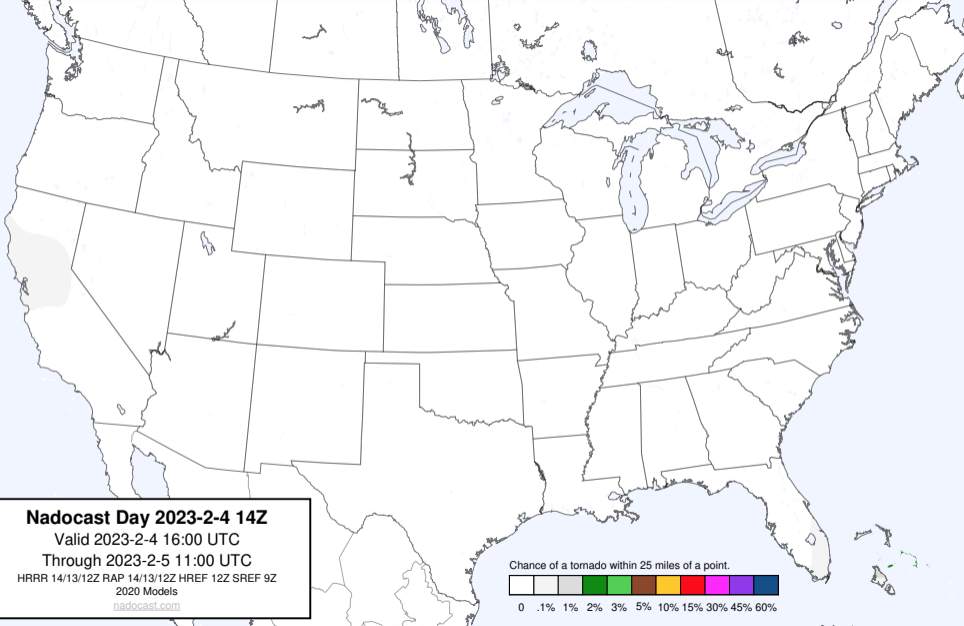 Nadocast Day 2023-2-4 14Z
Valid 2023-2-4 16:00 UTC
Through 2023-2-5 11:00 UTC
HRRR 14/13/12Z RAP 14/13/12Z HREF 12Z SREF 9Z
2020 Models
nadocast.com
Chance of a tornado within 25 miles of a point.
0 .1% 1% 2% 3% 5% 10% 15% 30% 45% 60%